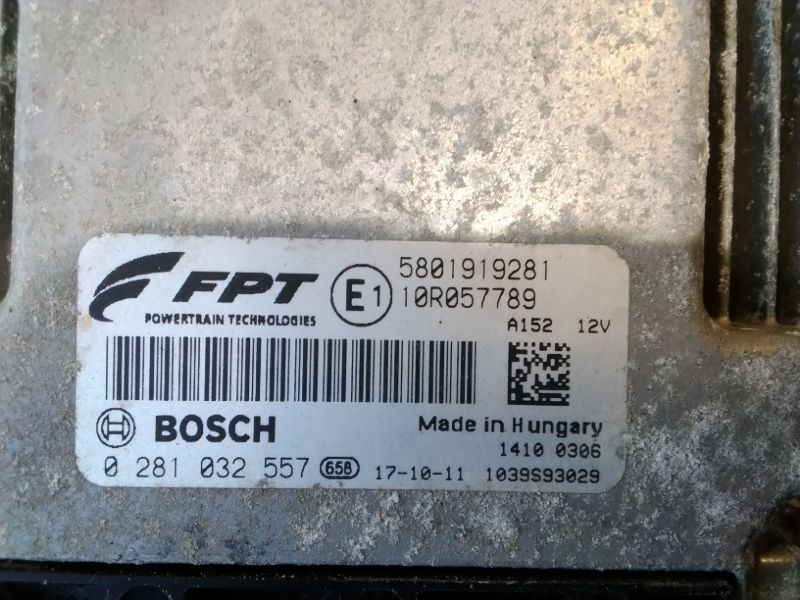 FPT
POWERTRAIN TECHNOLOGIES
E1
5801919281
10R057789
A152 12V
BOSCH
Made in Hungary
1410 0306
0 281 032 557 658 17-10-11 1039S93029